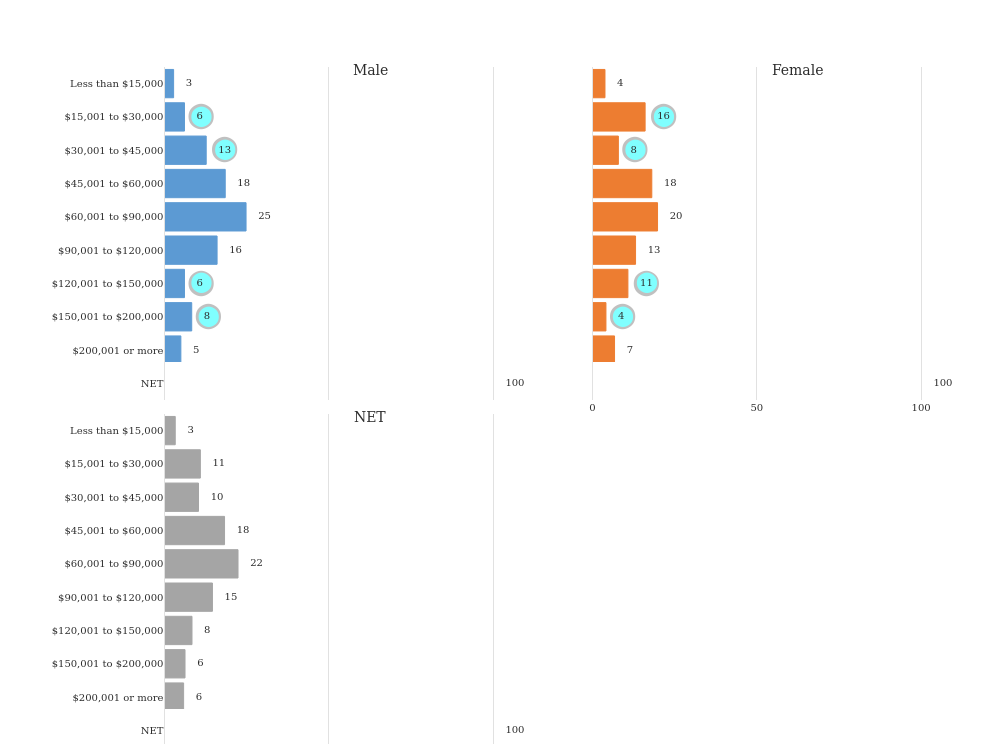 Male
Female
Less than $15,000 3 4
$15,001 to $30,000 6 16
$30,001 to $45,000 13 8
$45,001 to $60,000 18 18
$60,001 to $90,000 25 20
$90,001 to $120,000 16 13
$120,001 to $150,000 6 11
$150,001 to $200,000 8 4
$200,001 or more 5 7
NET 100 100
0 50 100
NET
Less than $15,000 3
$15,001 to $30,000 11
$30,001 to $45,000 10
$45,001 to $60,000 18
$60,001 to $90,000 22
$90,001 to $120,000 15
$120,001 to $150,000 8
$150,001 to $200,000 6
$200,001 or more 6
NET 100